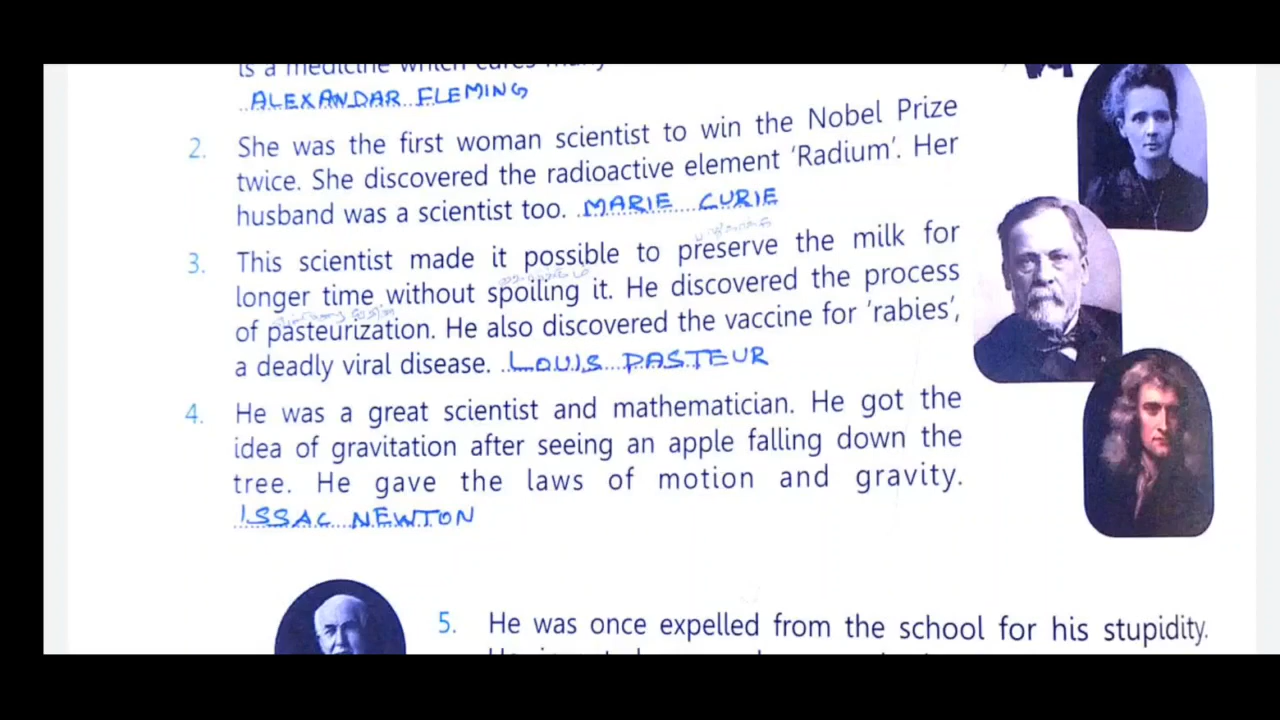 is a medicine which cures many
ALEXANDAR FLEMING
2. She was the first woman scientist to win the Nobel Prize
twice. She discovered the radioactive element ‘Radium’. Her
husband was a scientist too. MARIE CURIE
3. This scientist made it possible to preserve the milk for
longer time without spoiling it. He discovered the process
of pasteurization. He also discovered the vaccine for ‘rabies’,
a deadly viral disease. LOUIS PASTEUR
4. He was a great scientist and mathematician. He got the
idea of gravitation after seeing an apple falling down the
tree. He gave the laws of motion and gravity.
ISSAC NEWTON
5. He was once expelled from the school for his stupidity.